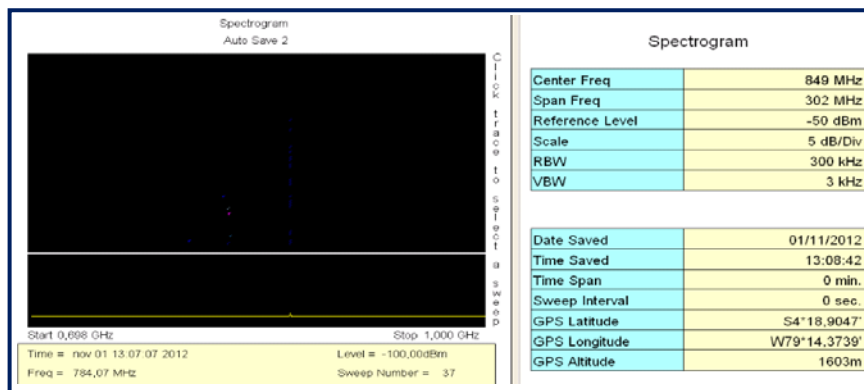 Spectrogram
Auto Save 2
Click trace to select a sweep
Start 0,698 GHz
Stop 1,000 GHz
Time = nov 01 13:07:07 2012
Level = -100,00dBm
Freq = 784,07 MHz
Sweep Number = 37
Spectrogram
Center Freq 849 MHz
Span Freq 302 MHz
Reference Level -50 dBm
Scale 5 dB/Div
RBW 300 kHz
VBW 3 kHz
Date Saved 01/11/2012
Time Saved 13:08:42
Time Span 0 min.
Sweep Interval 0 sec.
GPS Latitude S4°18,9047'
GPS Longitude W79°14,3739'
GPS Altitude 1603m